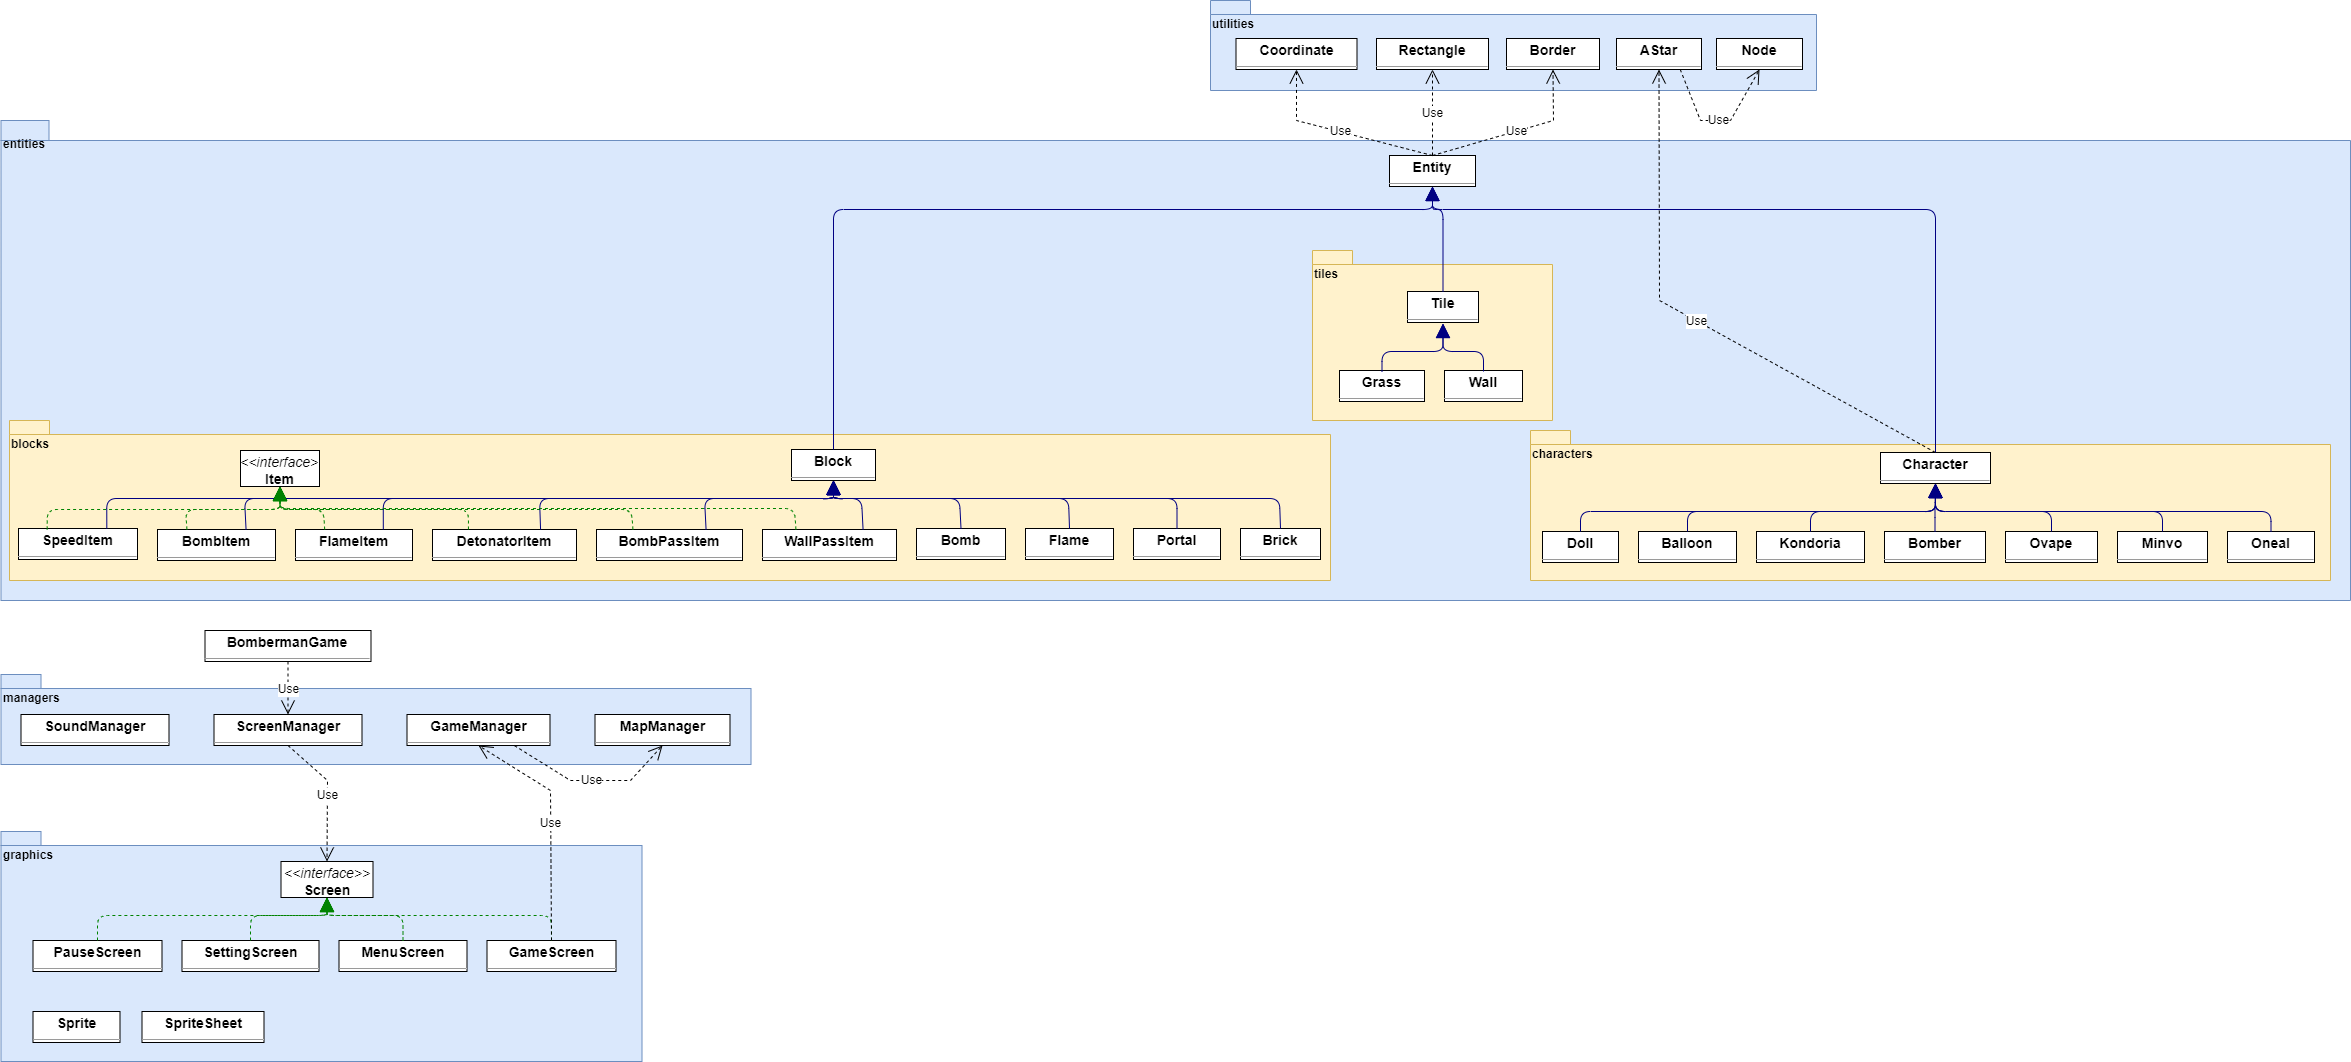 utilities
Coordinate
Rectangle
Border
AStar
Node
Use
Use
Use
Use
entities
Entity
tiles
Tile
Use
Grass
Wall
blocks
<<interface>
Item
Block
characters
Character
SpeedItem
BombItem
FlameItem
DetonatorItem
BombPassItem
WallPassItem
Bomb
Flame
Portal
Brick
Doll
Balloon
Kondoria
Bomber
Ovape
Minvo
Oneal
BombermanGame
Use
managers
SoundManager
ScreenManager
GameManager
MapManager
Use
Use
Use
graphics
<<interface>>
Screen
PauseScreen
SettingScreen
MenuScreen
GameScreen
Sprite
SpriteSheet